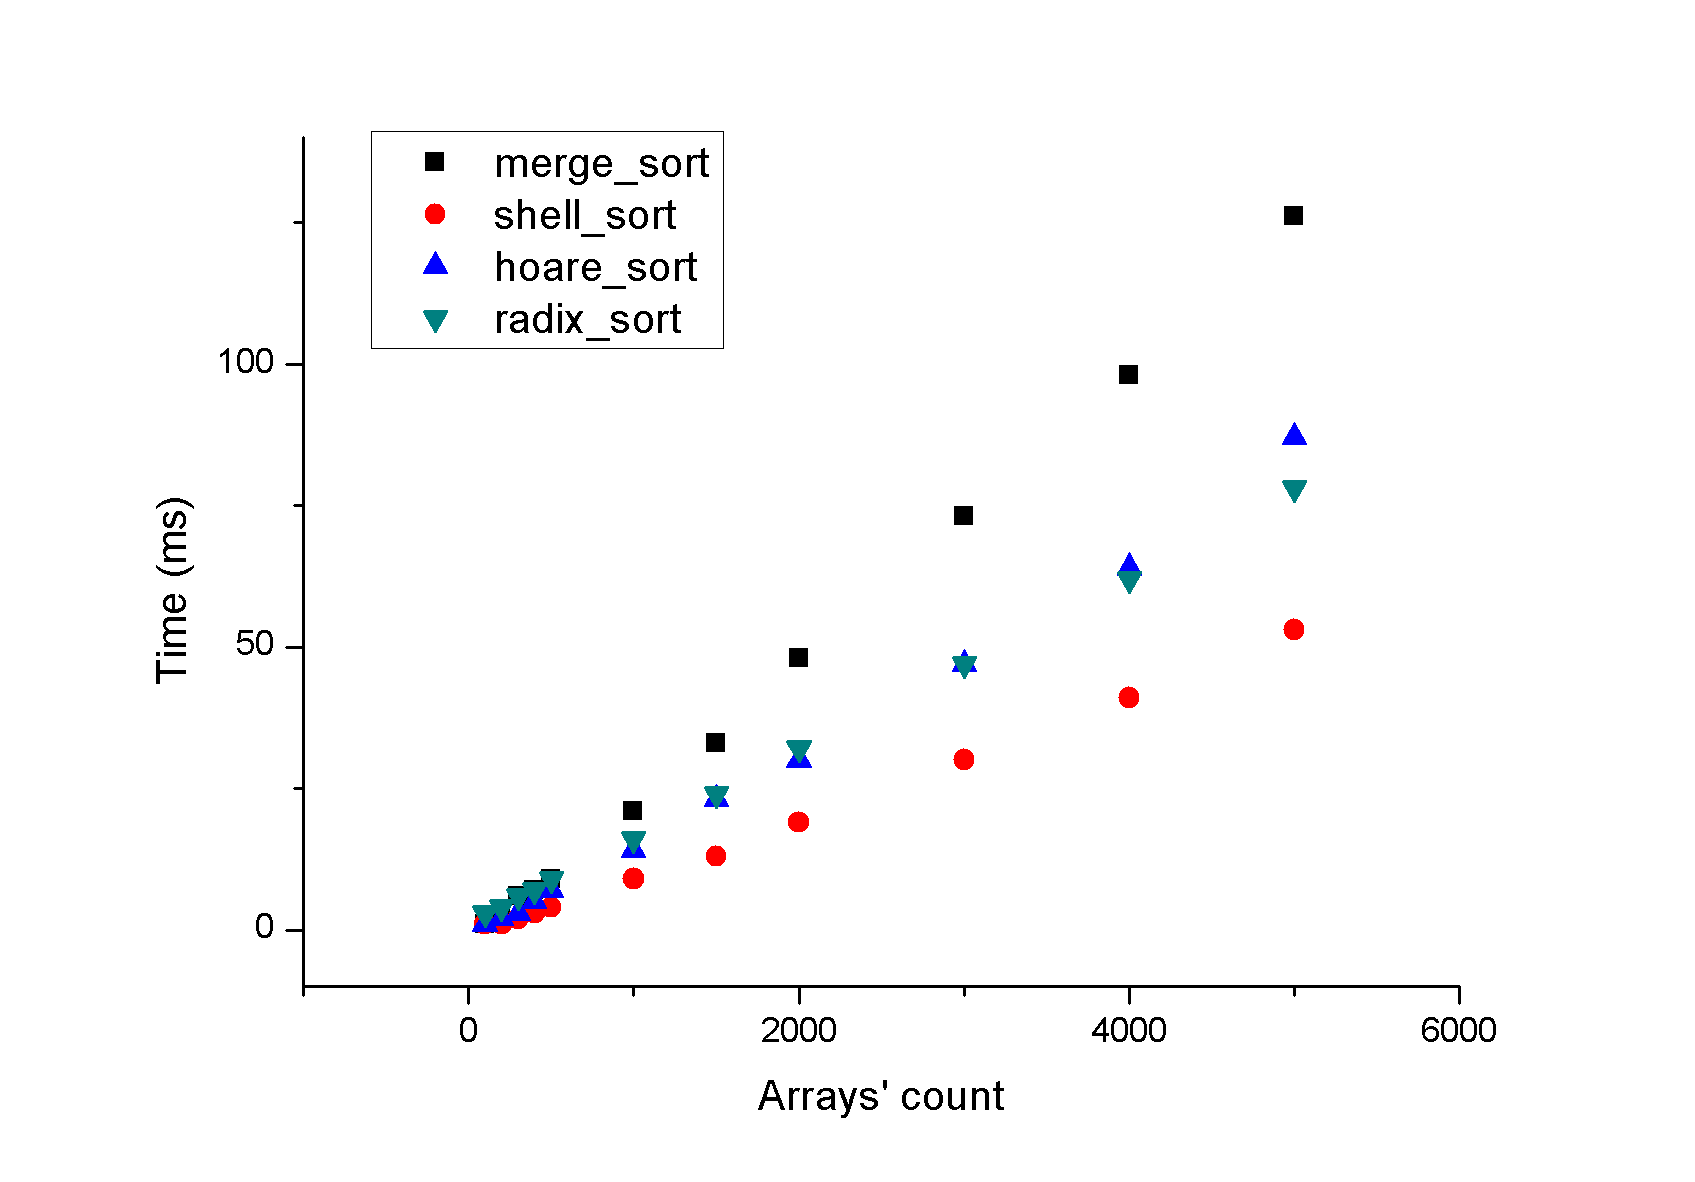 merge_sort
shell_sort
hoare_sort
radix_sort
100
50
0
Time (ms)
0 2000 4000 6000
Arrays' count